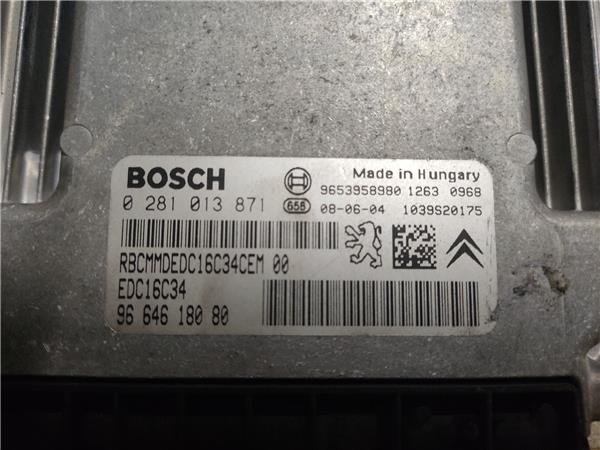 BOSCH
Made in Hungary
9653958980 1263 0968
0 281 013 871
658
08-06-04 1039S20175
RBCMMDEDC16C34CEM 00
EDC16C34
96 646 180 80